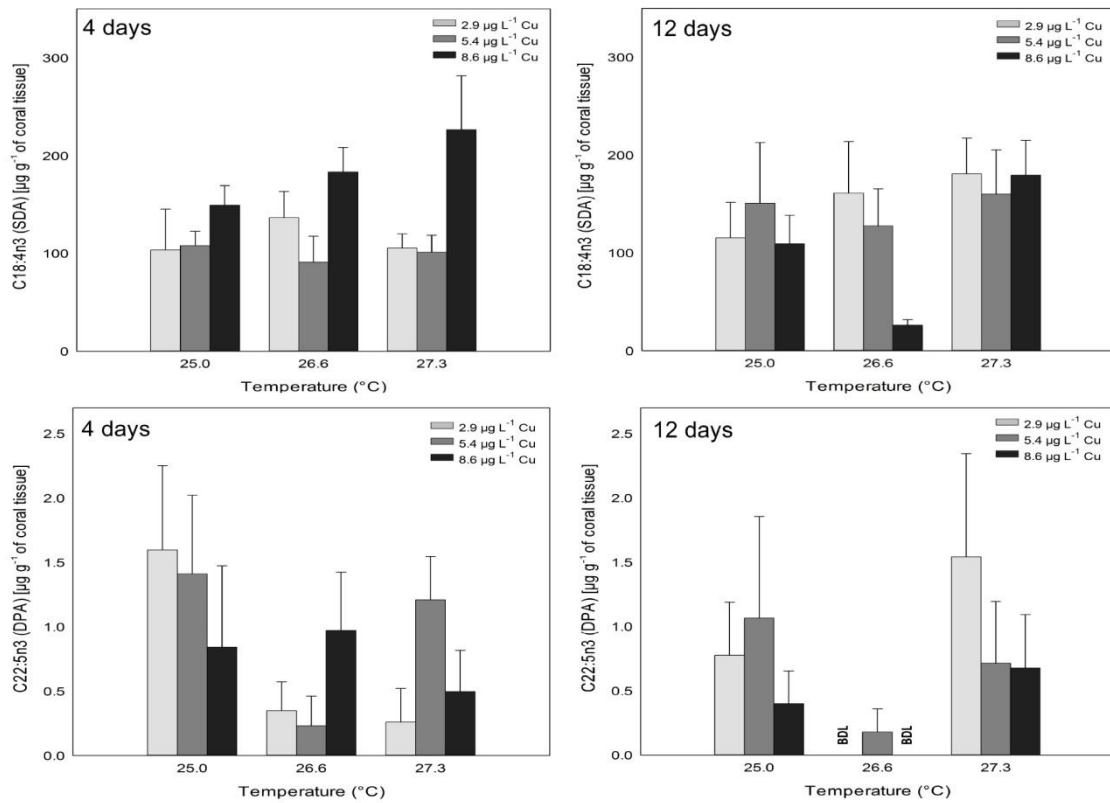 4 days
2.9 µg L⁻¹ Cu
5.4 µg L⁻¹ Cu
8.6 µg L⁻¹ Cu
C18:4n3 (SDA) [µg g⁻¹ of coral tissue]
300
200
100
0
25.0 26.6 27.3
Temperature (°C)
12 days
2.9 µg L⁻¹ Cu
5.4 µg L⁻¹ Cu
8.6 µg L⁻¹ Cu
C18:4n3 (SDA) [µg g⁻¹ of coral tissue]
300
200
100
0
25.0 26.6 27.3
Temperature (°C)
4 days
2.9 µg L⁻¹ Cu
5.4 µg L⁻¹ Cu
8.6 µg L⁻¹ Cu
C22:5n3 (DPA) [µg g⁻¹ of coral tissue]
2.5
2.0
1.5
1.0
0.5
0.0
25.0 26.6 27.3
Temperature (°C)
12 days
2.9 µg L⁻¹ Cu
5.4 µg L⁻¹ Cu
8.6 µg L⁻¹ Cu
C22:5n3 (DPA) [µg g⁻¹ of coral tissue]
2.5
2.0
1.5
1.0
0.5
0.0
BDL BDL
25.0 26.6 27.3
Temperature (°C)